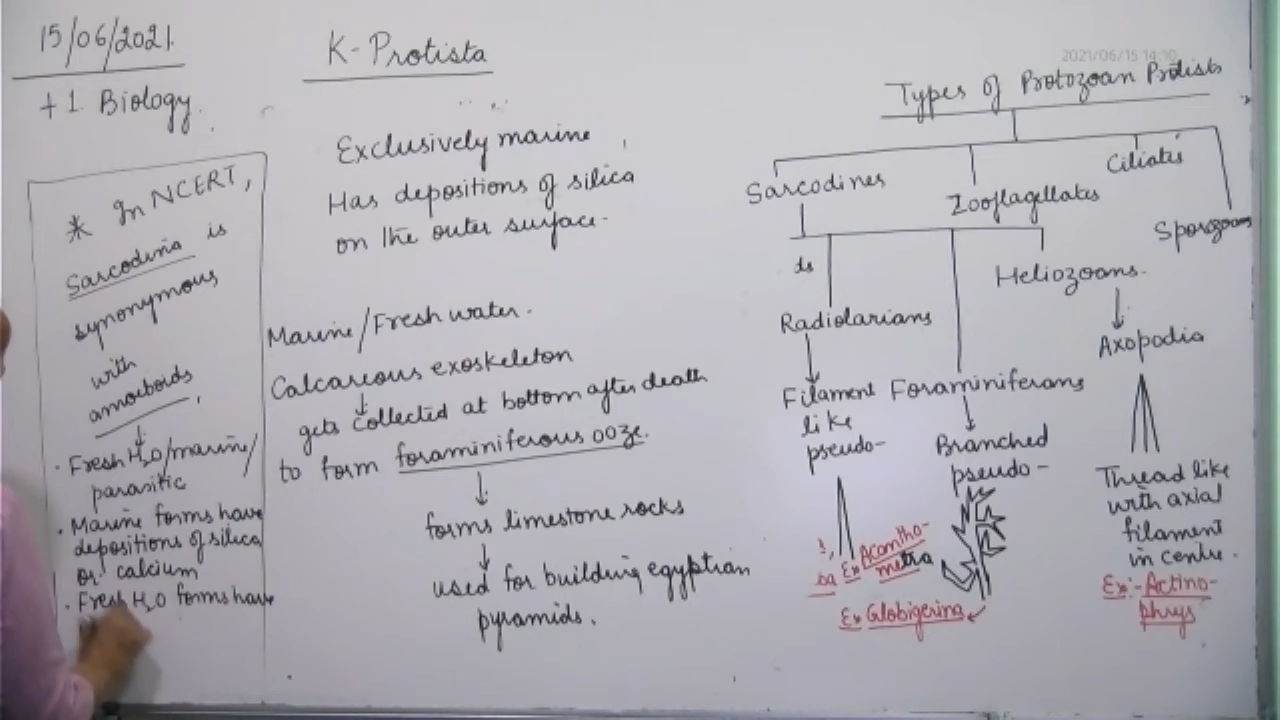 15/06/2021
+1 Biology
* In NCERT,
Sarcodina is
synonymous
with
amoeboids,
· Fresh H2O/marine/
parasitic
· Marine forms have
depositions of silica
or calcium
· Fresh H2O forms have
K-Protista
Exclusively marine
Has depositions of silica
on the outer surface.
Marine/Fresh water.
Calcareous exoskeleton
gets collected at bottom after death
to form foraminiferous ooze.
forms limestone rocks
used for building egyptian
pyramids.
2021/06/15 14:10
Types of Protozoan Protists
Sarcodines
Zooflagellates
Ciliates
Sporozoans
ds
Radiolarians
Filament
like
pseudo-
Ex Acantho-
metra
Foraminiferans
Branched
pseudo-
Ex Globigerina
Heliozoans.
Axopodia
Thread like
with axial
filament
in centre.
Ex:- Actino-
phrys